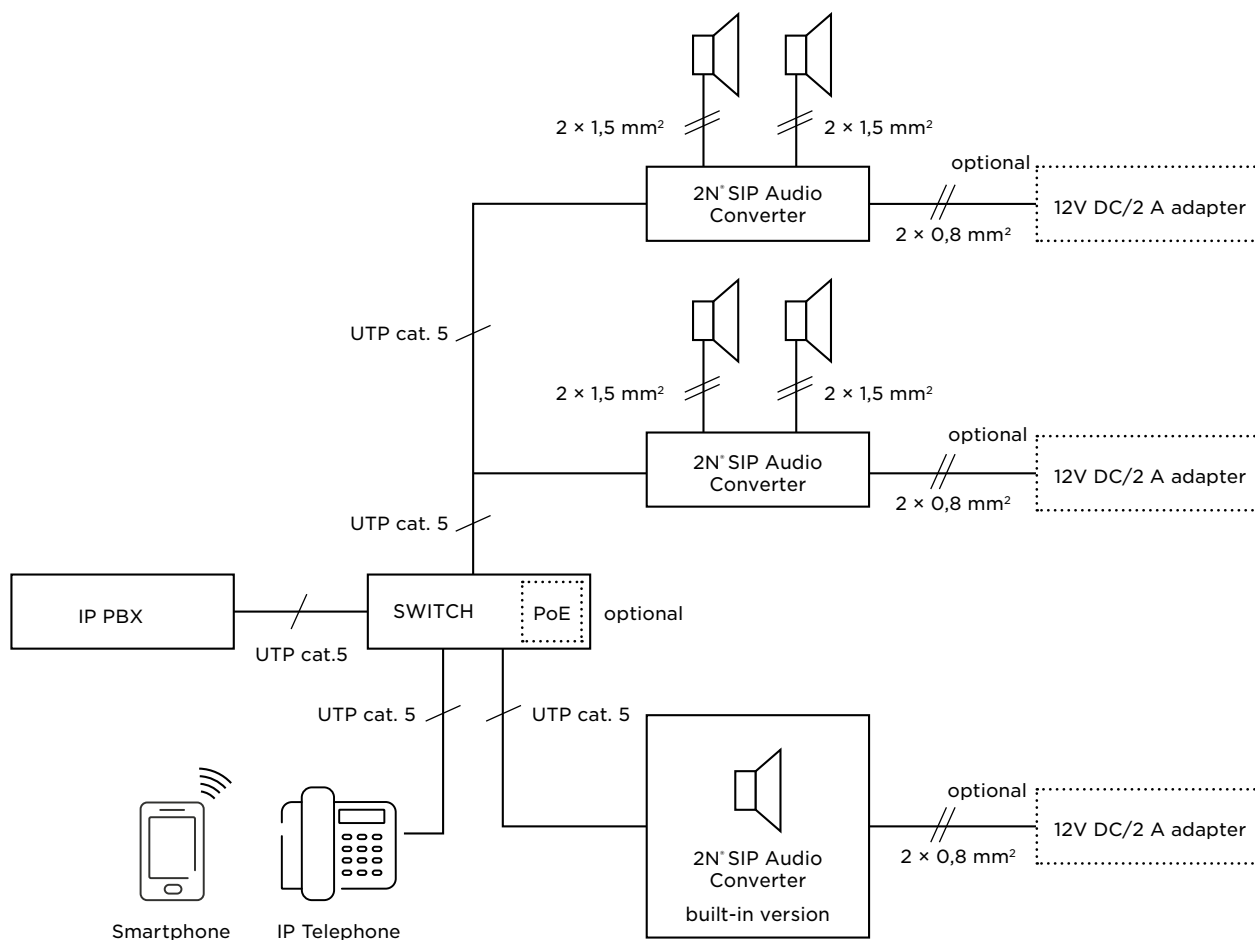 2 × 1,5 mm²
2 × 1,5 mm²
optional
2N® SIP Audio
Converter
12V DC/2 A adapter
2 × 0,8 mm²
UTP cat. 5
2 × 1,5 mm²
2 × 1,5 mm²
optional
2N® SIP Audio
Converter
12V DC/2 A adapter
2 × 0,8 mm²
UTP cat. 5
IP PBX
SWITCH
PoE
optional
UTP cat.5
UTP cat. 5
UTP cat. 5
optional
12V DC/2 A adapter
2 × 0,8 mm²
2N® SIP Audio
Converter
built-in version
Smartphone
IP Telephone